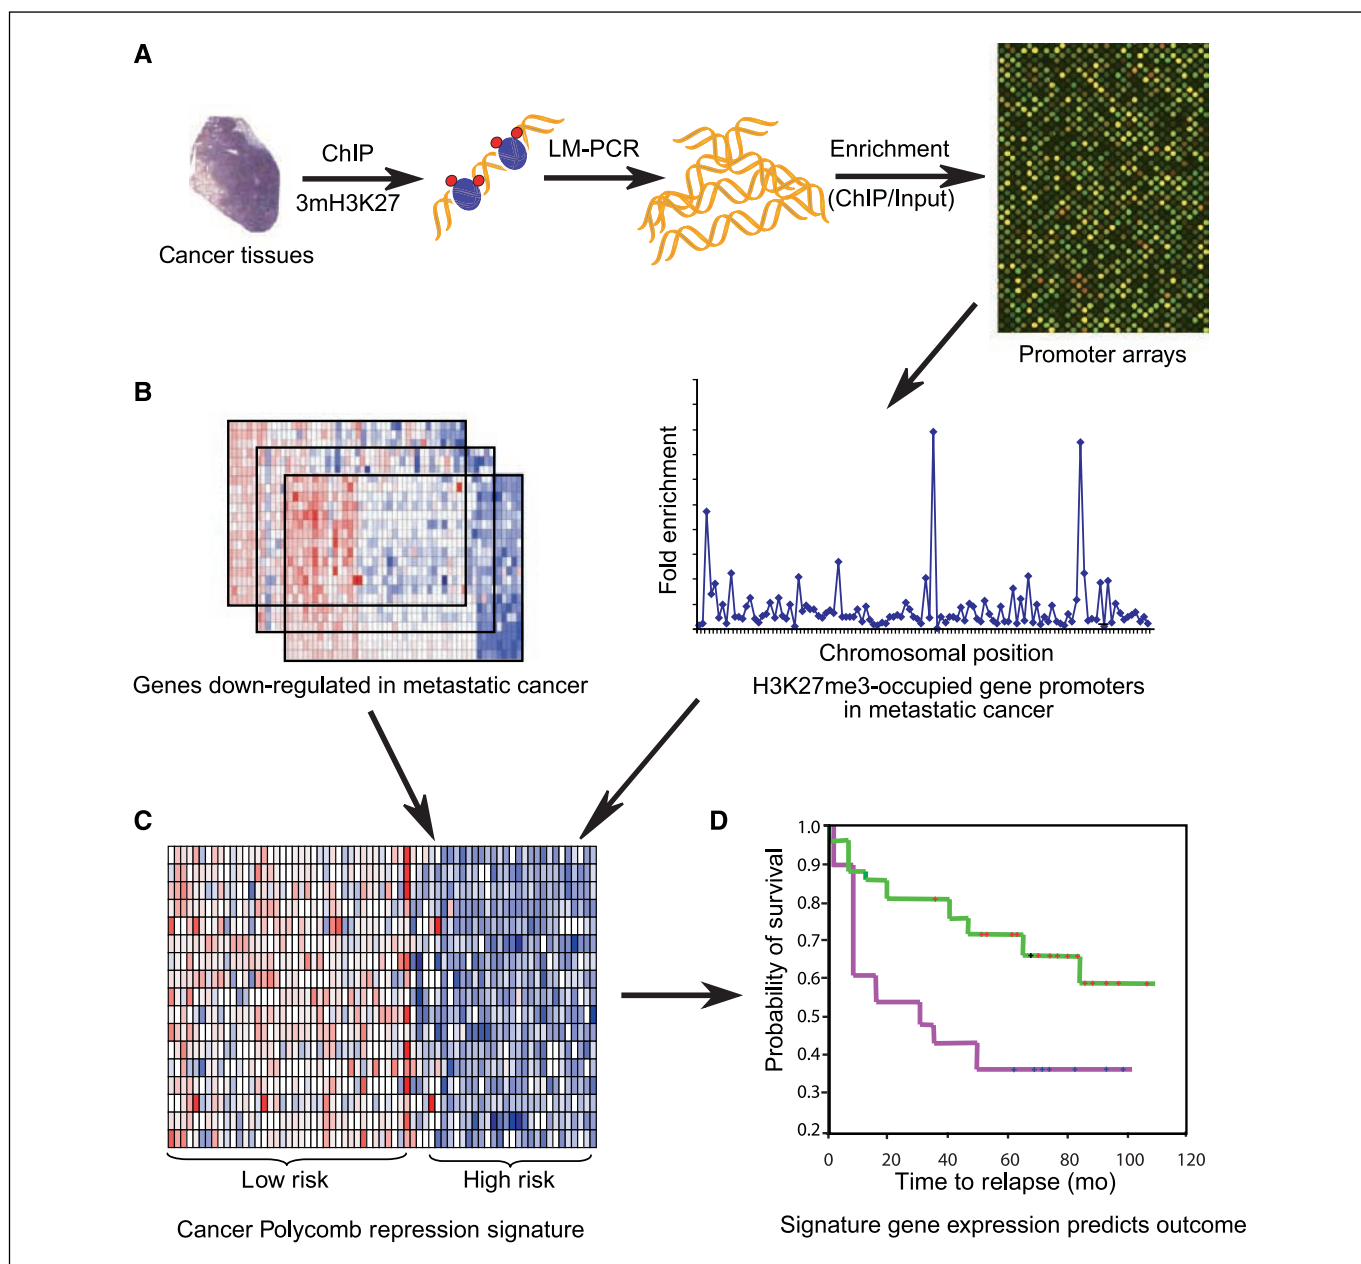 A
ChIP
3mH3K27
LM-PCR
Enrichment
(ChIP/Input)
Cancer tissues
Promoter arrays
B
Genes down-regulated in metastatic cancer
Fold enrichment
Chromosomal position
H3K27me3-occupied gene promoters
in metastatic cancer
C
Low risk
High risk
Cancer Polycomb repression signature
D
Probability of survival
1.0
0.9
0.8
0.7
0.6
0.5
0.4
0.3
0.2
0 20 40 60 80 100 120
Time to relapse (mo)
Signature gene expression predicts outcome